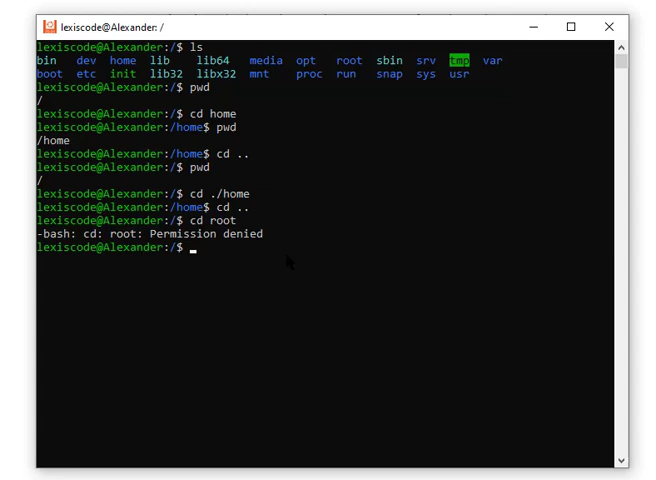 lexiscode@Alexander: /
lexiscode@Alexander:/$ ls
bin dev home lib lib64 media opt root sbin srv tmp var
boot etc init lib32 libx32 mnt proc run snap sys usr
lexiscode@Alexander:/$ pwd
/
lexiscode@Alexander:/$ cd home
lexiscode@Alexander:/home$ pwd
/home
lexiscode@Alexander:/home$ cd ..
lexiscode@Alexander:/$ pwd
/
lexiscode@Alexander:/$ cd ./home
lexiscode@Alexander:/home$ cd ..
lexiscode@Alexander:/$ cd root
-bash: cd: root: Permission denied
lexiscode@Alexander:/$